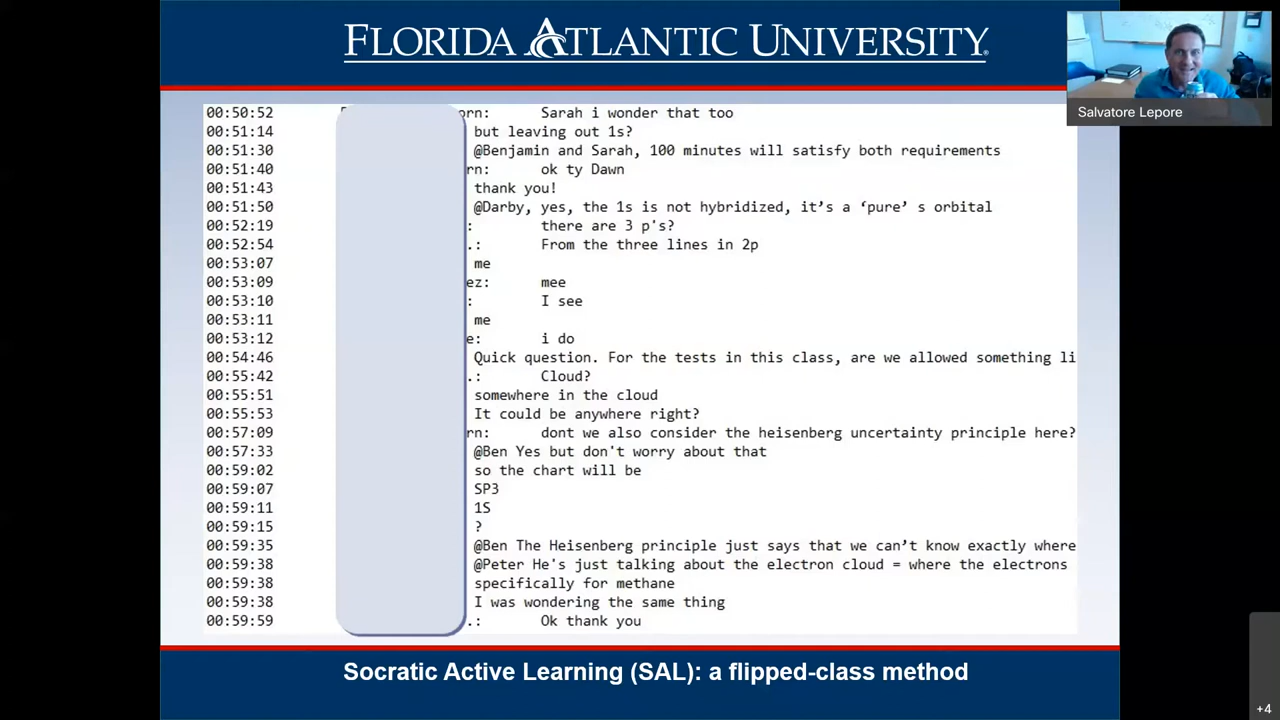 FLORIDA ATLANTIC UNIVERSITY®
Salvatore Lepore
00:50:52 orn: Sarah i wonder that too
00:51:14 but leaving out 1s?
00:51:30 @Benjamin and Sarah, 100 minutes will satisfy both requirements
00:51:40 rn: ok ty Dawn
00:51:43 thank you!
00:51:50 @Darby, yes, the 1s is not hybridized, it’s a ‘pure’ s orbital
00:52:19 : there are 3 p's?
00:52:54 .: From the three lines in 2p
00:53:07 me
00:53:09 ez: mee
00:53:10 : I see
00:53:11 me
00:53:12 e: i do
00:54:46 Quick question. For the tests in this class, are we allowed something li
00:55:42 .: Cloud?
00:55:51 somewhere in the cloud
00:55:53 It could be anywhere right?
00:57:09 rn: dont we also consider the heisenberg uncertainty principle here?
00:57:33 @Ben Yes but don't worry about that
00:59:02 so the chart will be
00:59:07 SP3
00:59:11 1S
00:59:15 ?
00:59:35 @Ben The Heisenberg principle just says that we can’t know exactly where
00:59:38 @Peter He's just talking about the electron cloud = where the electrons
00:59:38 specifically for methane
00:59:38 I was wondering the same thing
00:59:59 .: Ok thank you
Socratic Active Learning (SAL): a flipped-class method
+4